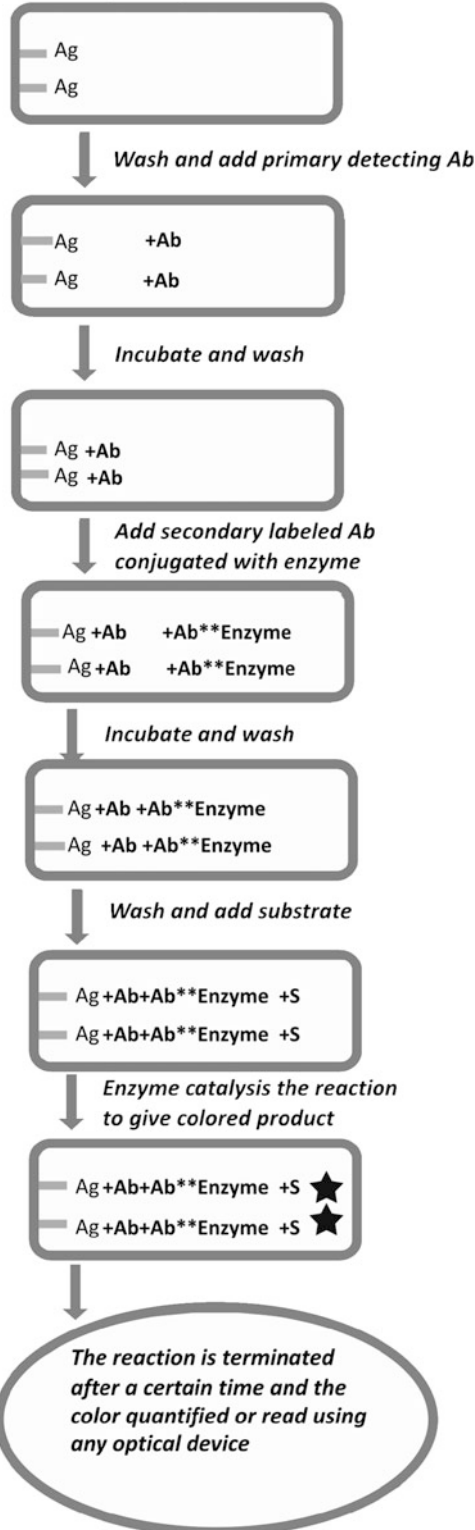 Ag
Ag
Wash and add primary detecting Ab
Ag +Ab
Ag +Ab
Incubate and wash
Ag +Ab
Ag +Ab
Add secondary labeled Ab
conjugated with enzyme
Ag +Ab +Ab**Enzyme
Ag +Ab +Ab**Enzyme
Incubate and wash
Ag +Ab +Ab**Enzyme
Ag +Ab +Ab**Enzyme
Wash and add substrate
Ag +Ab+Ab**Enzyme +S
Ag +Ab+Ab**Enzyme +S
Enzyme catalysis the reaction
to give colored product
Ag +Ab+Ab**Enzyme +S
Ag +Ab+Ab**Enzyme +S
The reaction is terminated
after a certain time and the
color quantified or read using
any optical device